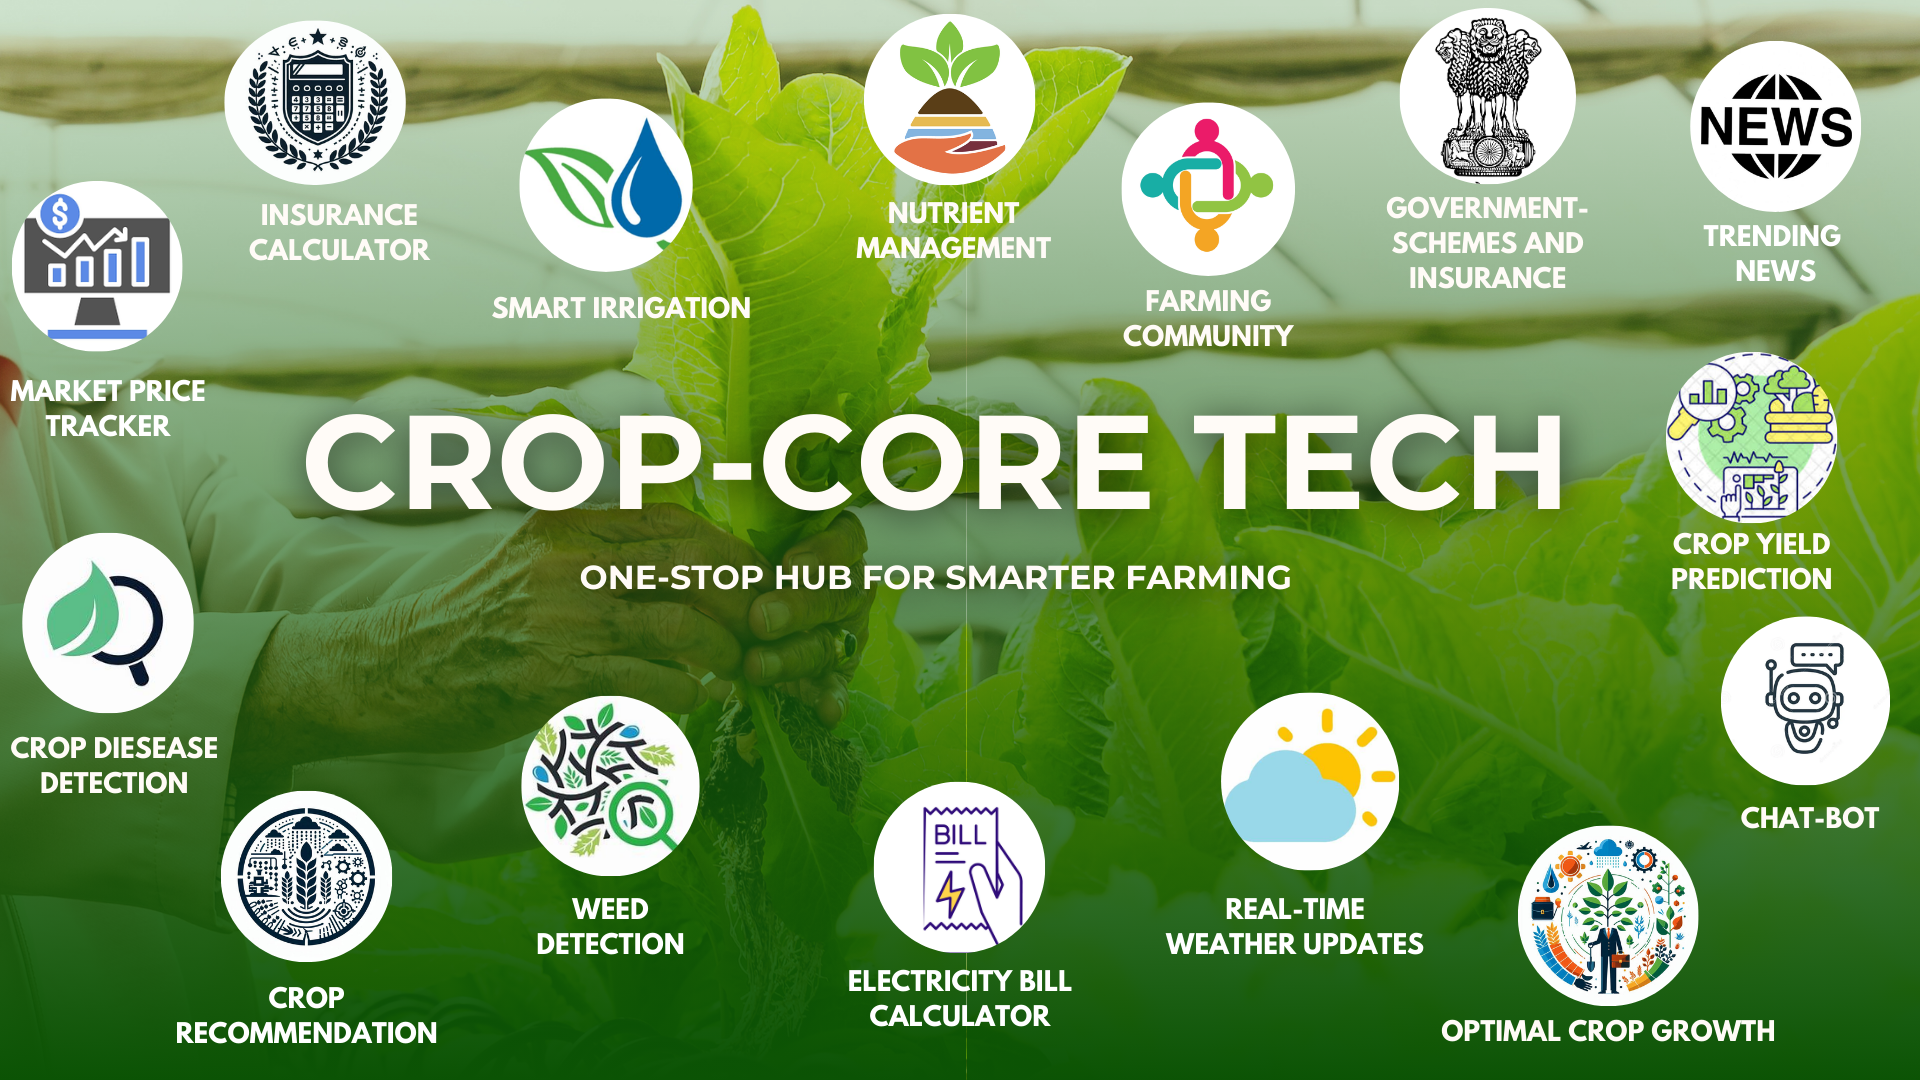 INSURANCE
CALCULATOR
SMART IRRIGATION
NUTRIENT
MANAGEMENT
FARMING
COMMUNITY
GOVERNMENT-
SCHEMES AND
INSURANCE
NEWS
TRENDING
NEWS
$
MARKET PRICE
TRACKER
CROP-CORE TECH
ONE-STOP HUB FOR SMARTER FARMING
CROP YIELD
PREDICTION
CROP DIESEASE
DETECTION
CHAT-BOT
CROP
RECOMMENDATION
WEED
DETECTION
BILL
ELECTRICITY BILL
CALCULATOR
REAL-TIME
WEATHER UPDATES
OPTIMAL CROP GROWTH